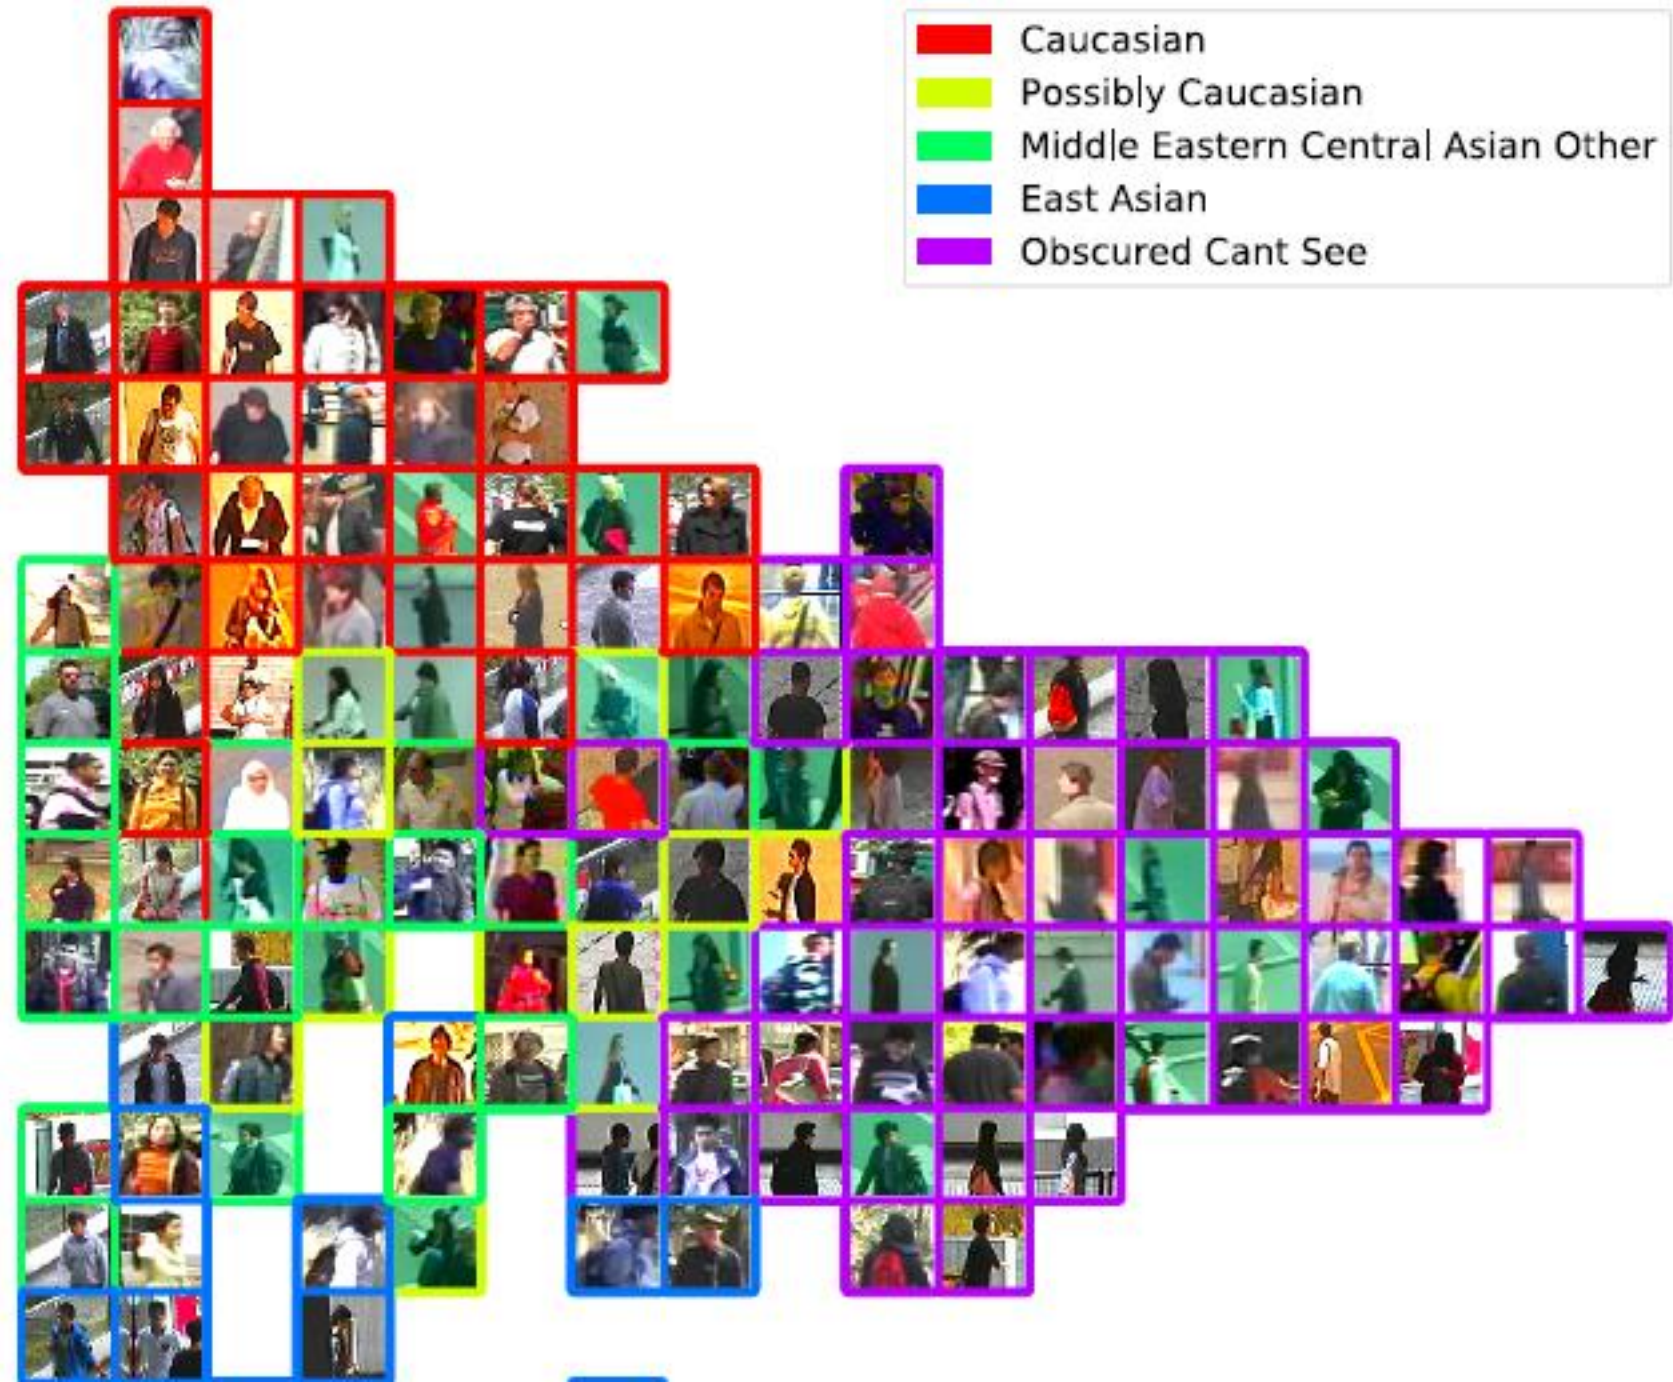 Caucasian
Possibly Caucasian
Middle Eastern Central Asian Other
East Asian
Obscured Cant See